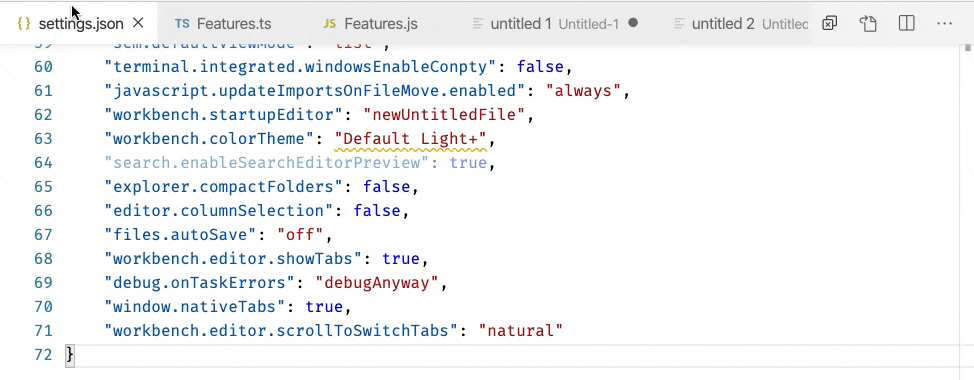 {} settings.json × TS Features.ts JS Features.js untitled 1 Untitled-1 ● untitled 2 Untitled
59 "scm.defaultViewMode": "list",
60 "terminal.integrated.windowsEnableConpty": false,
61 "javascript.updateImportsOnFileMove.enabled": "always",
62 "workbench.startupEditor": "newUntitledFile",
63 "workbench.colorTheme": "Default Light+",
64 "search.enableSearchEditorPreview": true,
65 "explorer.compactFolders": false,
66 "editor.columnSelection": false,
67 "files.autoSave": "off",
68 "workbench.editor.showTabs": true,
69 "debug.onTaskErrors": "debugAnyway",
70 "window.nativeTabs": true,
71 "workbench.editor.scrollToSwitchTabs": "natural"
72 }